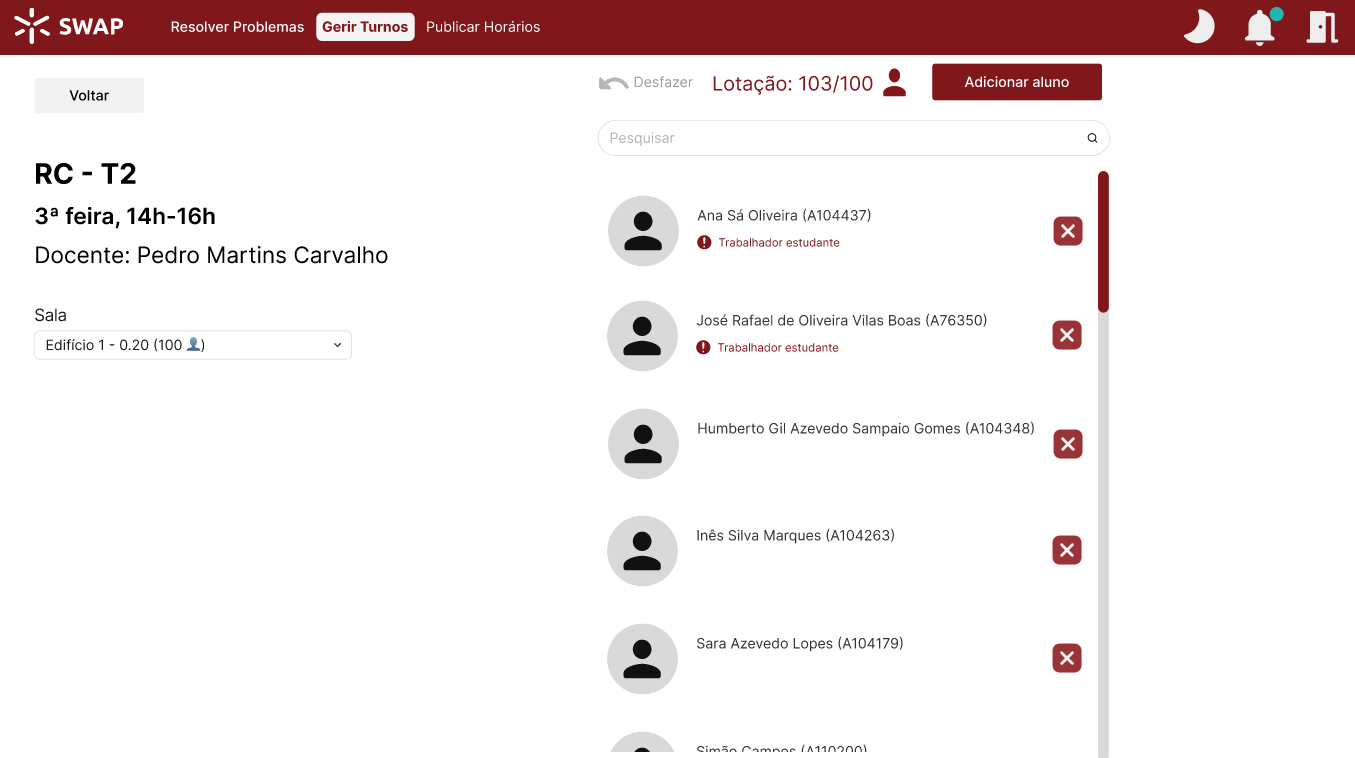 SWAP
Resolver Problemas
Gerir Turnos
Publicar Horários
Voltar
RC - T2
3ª feira, 14h-16h
Docente: Pedro Martins Carvalho
Sala
Edifício 1 - 0.20 (100 👤)
Desfazer
Lotação: 103/100
Adicionar aluno
Pesquisar
Ana Sá Oliveira (A104437)
Trabalhador estudante
José Rafael de Oliveira Vilas Boas (A76350)
Trabalhador estudante
Humberto Gil Azevedo Sampaio Gomes (A104348)
Inês Silva Marques (A104263)
Sara Azevedo Lopes (A104179)
Simão Campos (A110200)